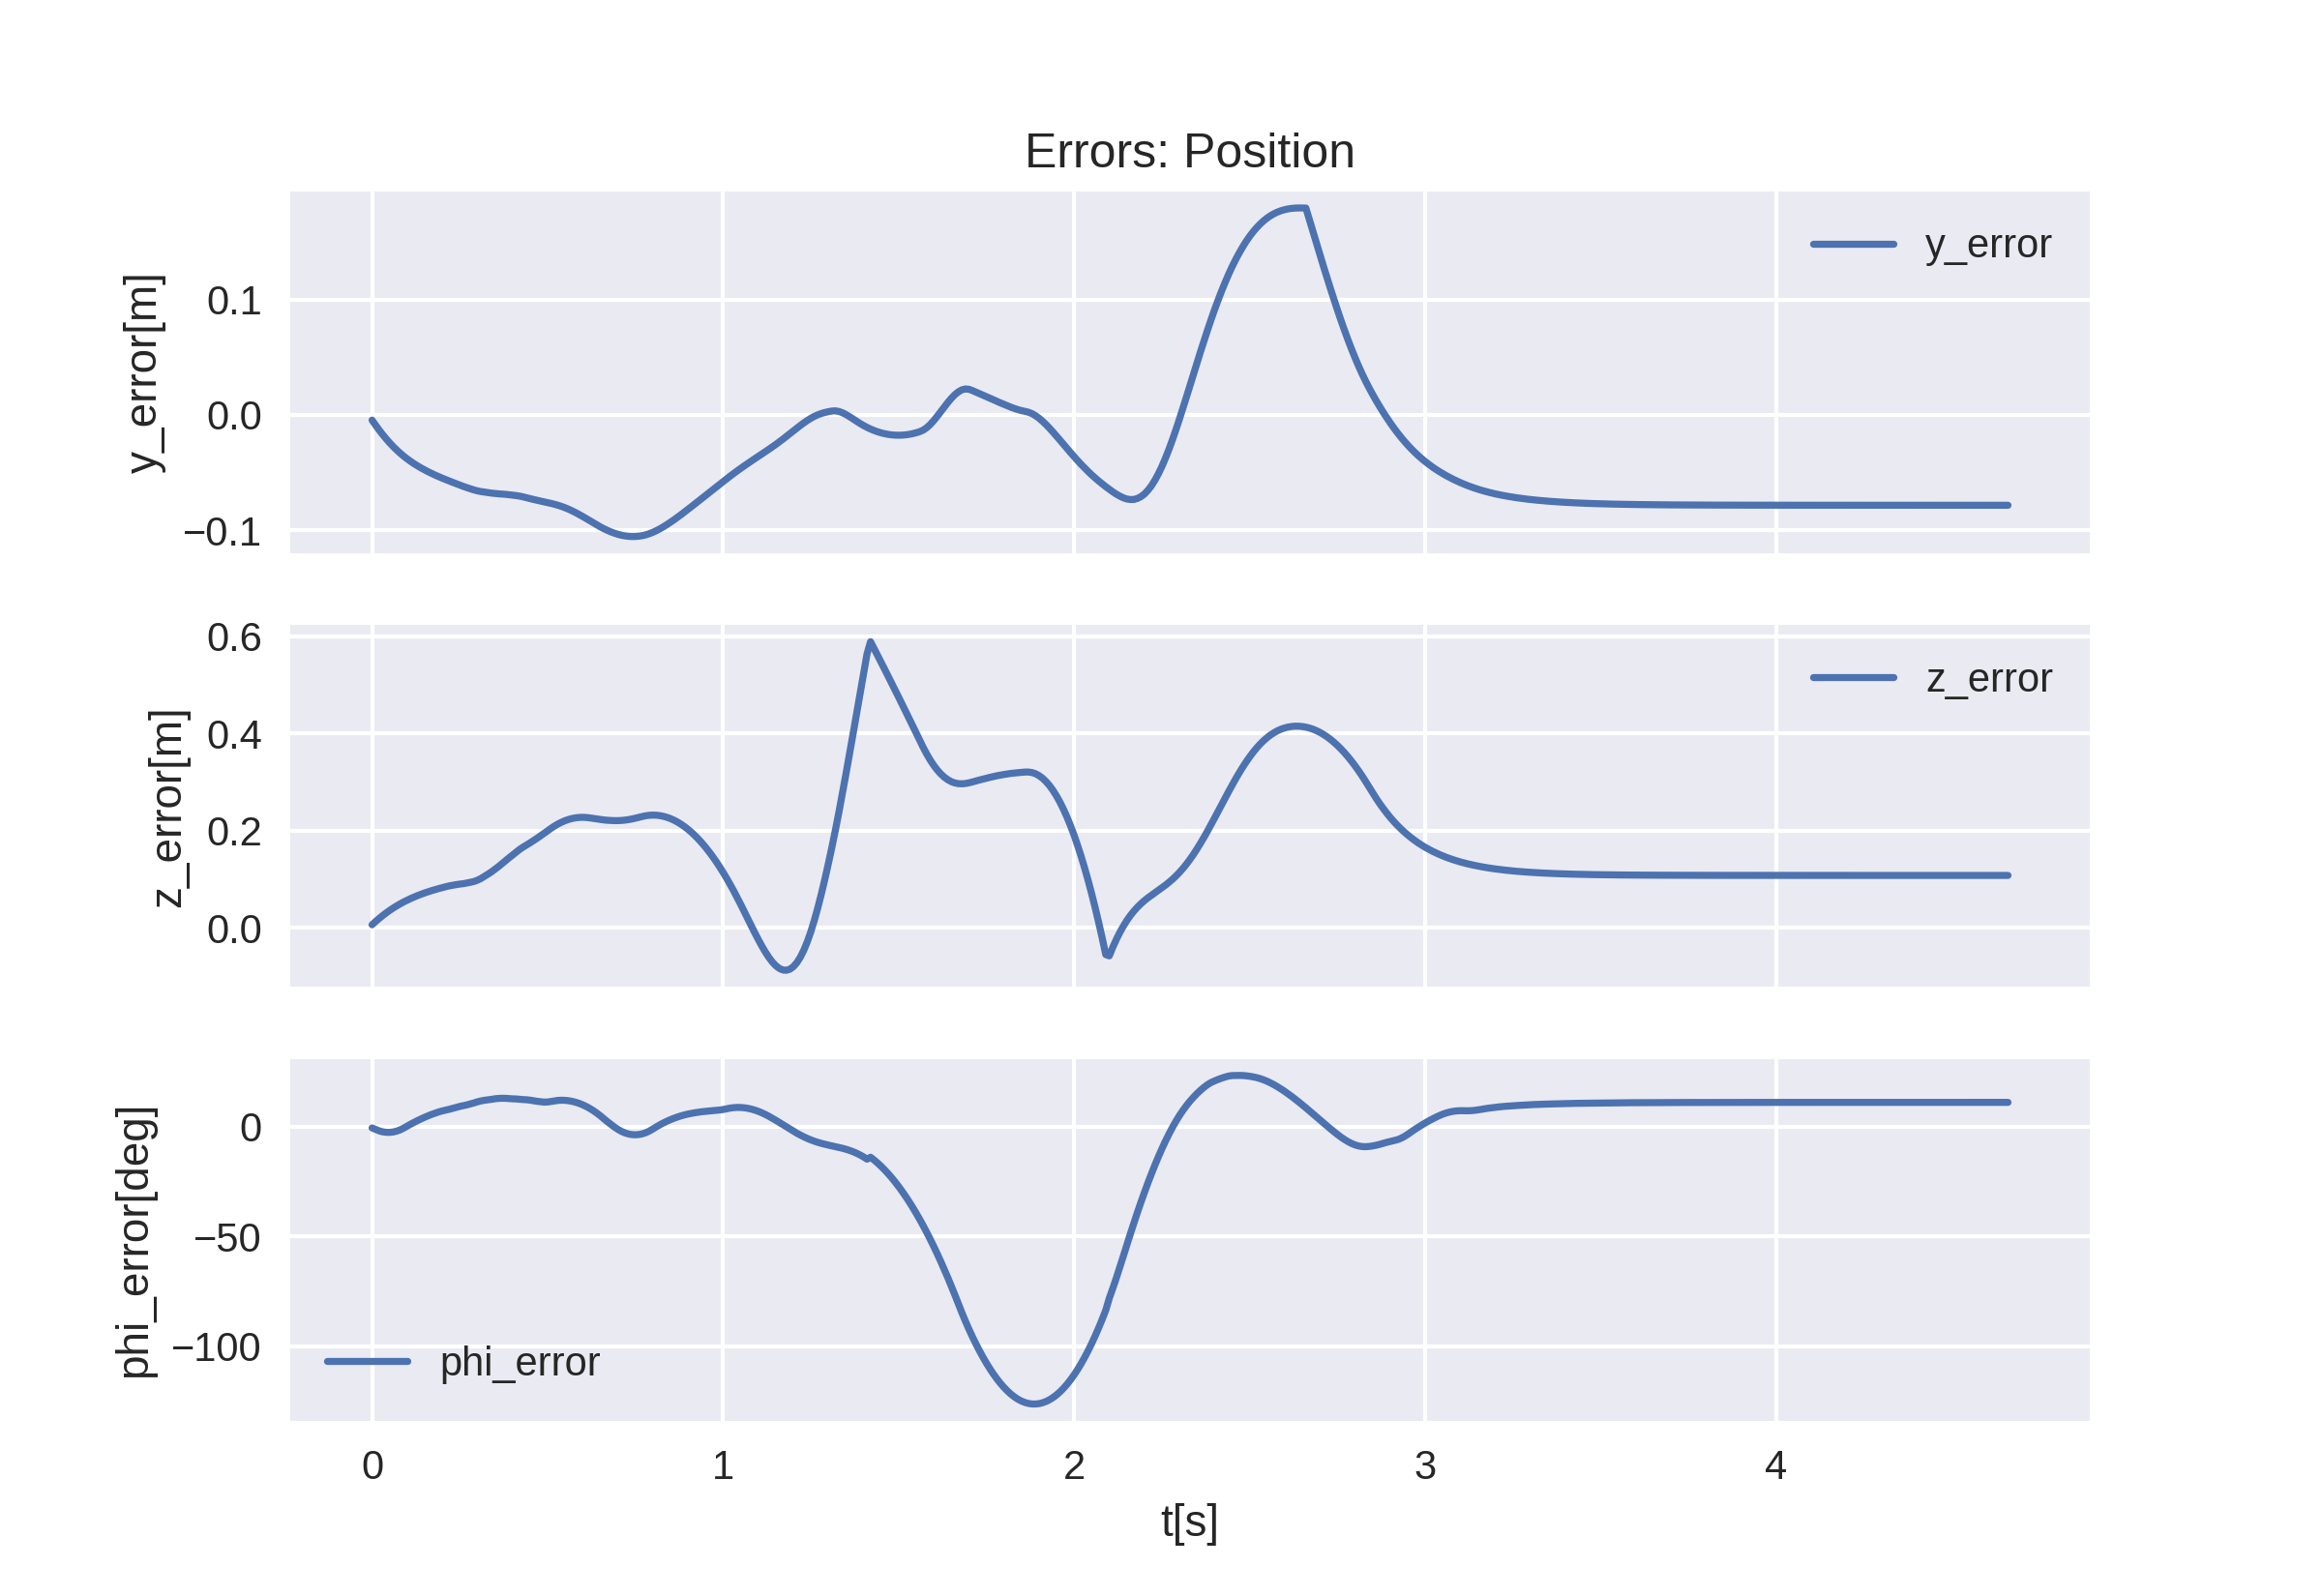 Errors: Position
y_error[m]
0.1
0.0
−0.1
y_error
z_error[m]
0.6
0.4
0.2
0.0
z_error
phi_error[deg]
0
−50
−100
phi_error
0 1 2 3 4
t[s]